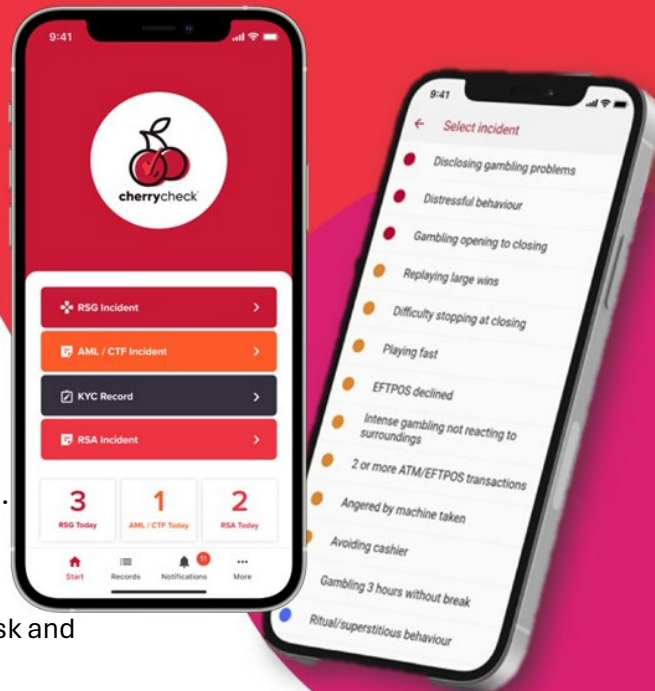 9:41
cherrycheck
RSG Incident
AML / CTF Incident
KYC Record
RSA Incident
3
RSG Today
1
AML / CTF Today
2
RSA Today
Start
Records
Notifications
11
More
.
sk and
9:41
Select incident
Disclosing gambling problems
Distressful behaviour
Gambling opening to closing
Replaying large wins
Difficulty stopping at closing
Playing fast
EFTPOS declined
Intense gambling not reacting to
surroundings
2 or more ATM/EFTPOS transactions
Angered by machine taken
Avoiding cashier
Gambling 3 hours without break
Ritual/superstitious behaviour